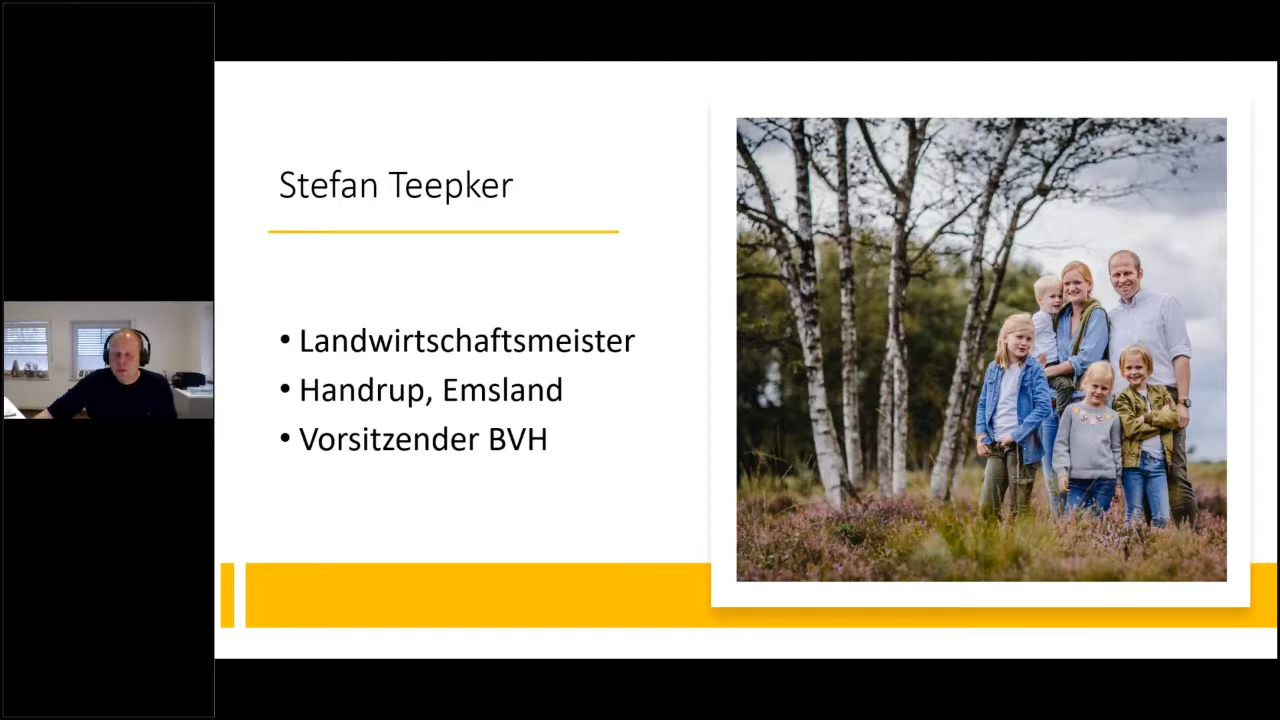 Stefan Teepker
• Landwirtschaftsmeister
• Handrup, Emsland
• Vorsitzender BVH